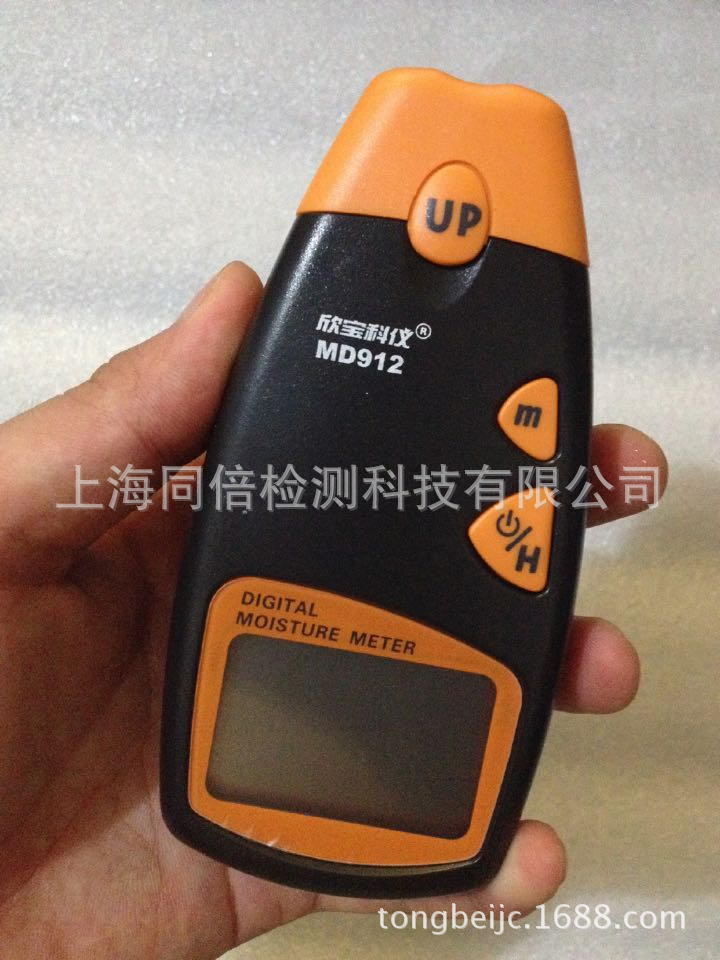 UP
欣宝科仪®
MD912
m
上海同倍检测科技有限公司
⏻/H
DIGITAL
MOISTURE METER
tongbeijc.1688.com